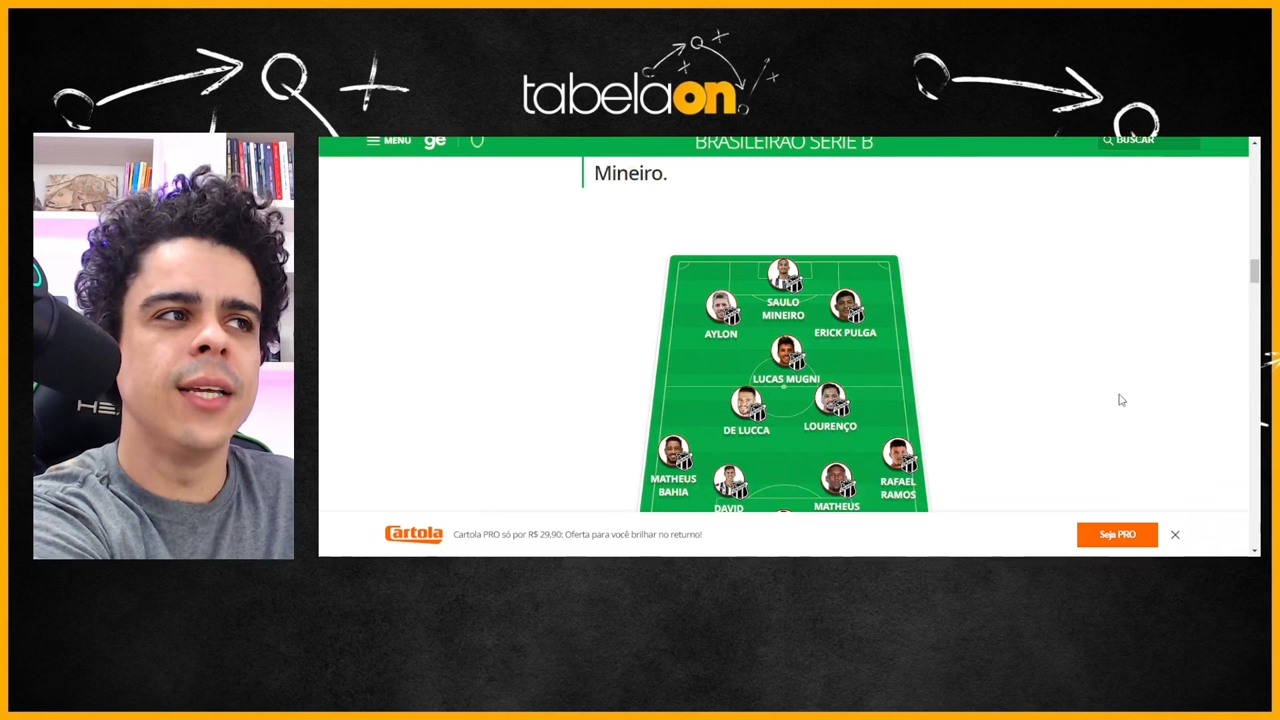 tabelaon
MENU ge BRASILEIRÃO SÉRIE B BUSCAR
Mineiro.
SAULO
MINEIRO
AYLON
ERICK PULGA
LUCAS MUGNI
DE LUCCA
LOURENÇO
MATHEUS
BAHIA
RAFAEL
RAMOS
DAVID
MATHEUS
Cartola Cartola PRO só por R$ 29,90: Oferta para você brilhar no returno! Seja PRO